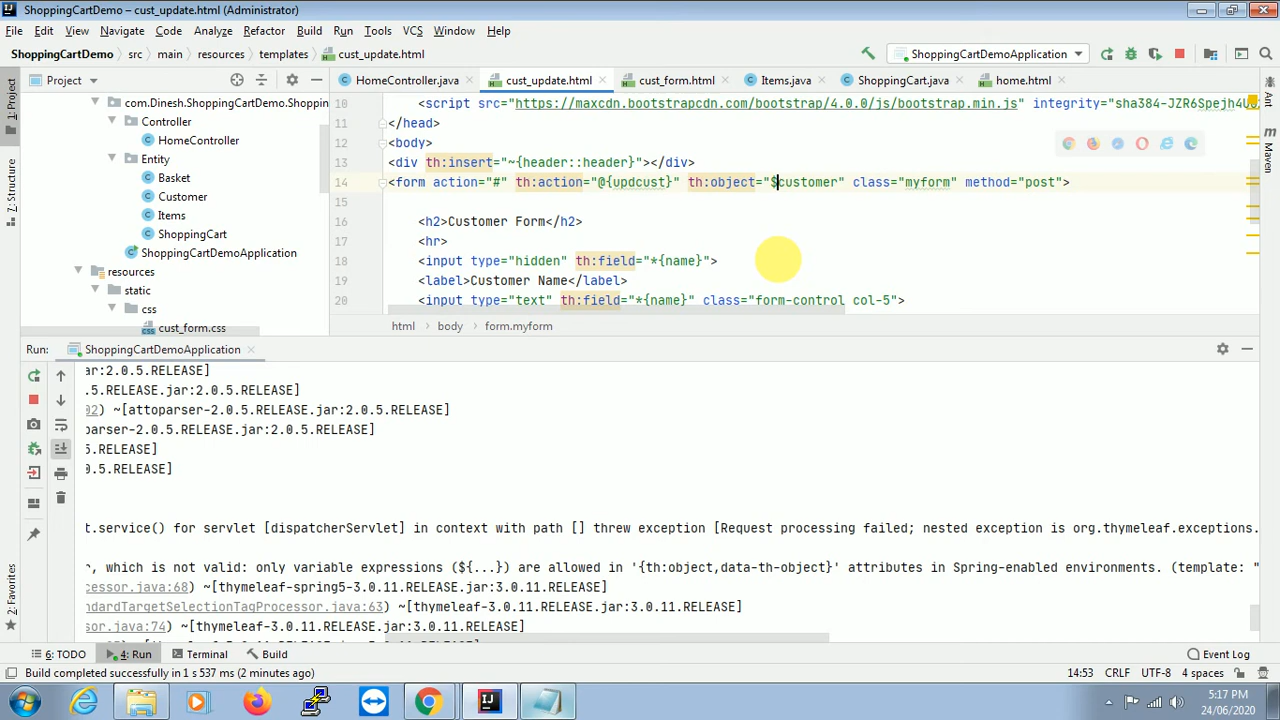 ShoppingCartDemo – cust_update.html (Administrator)
File Edit View Navigate Code Analyze Refactor Build Run Tools VCS Window Help
ShoppingCartDemo src main resources templates cust_update.html
ShoppingCartDemoApplication
Project
HomeController.java cust_update.html cust_form.html Items.java ShoppingCart.java home.html
1: Project
7: Structure
2: Favorites
Ant
Maven
com.Dinesh.ShoppingCartDemo.Shopping
Controller
HomeController
Entity
Basket
Customer
Items
ShoppingCart
ShoppingCartDemoApplication
resources
static
css
cust_form.css
10 <script src="https://maxcdn.bootstrapcdn.com/bootstrap/4.0.0/js/bootstrap.min.js" integrity="sha384-JZR6Spejh4U0
11 </head>
12 <body>
13 <div th:insert="~{header::header}"></div>
14 <form action="#" th:action="@{updcust}" th:object="$customer" class="myform" method="post">
15
16 <h2>Customer Form</h2>
17 <hr>
18 <input type="hidden" th:field="*{name}">
19 <label>Customer Name</label>
20 <input type="text" th:field="*{name}" class="form-control col-5">
html body form.myform
Run: ShoppingCartDemoApplication
ar:2.0.5.RELEASE]
.5.RELEASE.jar:2.0.5.RELEASE]
02) ~[attoparser-2.0.5.RELEASE.jar:2.0.5.RELEASE]
parser-2.0.5.RELEASE.jar:2.0.5.RELEASE]
5.RELEASE]
0.5.RELEASE]
t.service() for servlet [dispatcherServlet] in context with path [] threw exception [Request processing failed; nested exception is org.thymeleaf.exceptions.
r, which is not valid: only variable expressions (${...}) are allowed in '{th:object,data-th-object}' attributes in Spring-enabled environments. (template: "
cessor.java:68) ~[thymeleaf-spring5-3.0.11.RELEASE.jar:3.0.11.RELEASE]
ndardTargetSelectionTagProcessor.java:63) ~[thymeleaf-3.0.11.RELEASE.jar:3.0.11.RELEASE]
sor.java:74) ~[thymeleaf-3.0.11.RELEASE.jar:3.0.11.RELEASE]
6: TODO 4: Run Terminal Build Event Log
Build completed successfully in 1 s 537 ms (2 minutes ago) 14:53 CRLF UTF-8 4 spaces
5:17 PM
24/06/2020